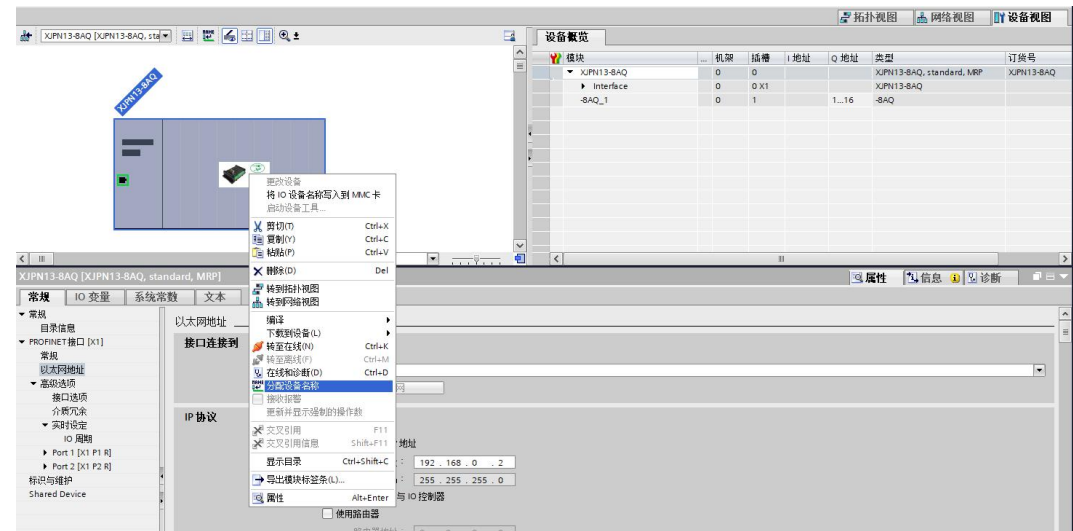 拓扑视图 网络视图 设备视图
XJPN13-8AQ [XJPN13-8AQ, sta
设备概览
模块 ... 机架 插槽 I 地址 Q 地址 类型 订货号
XJPN13-8AQ 0 0 XJPN13-8AQ, standard, MRP XJPN13-8AQ
Interface 0 0 X1 XJPN13-8AQ
-8AQ_1 0 1 1...16 -8AQ
XJPN13-8AQ
更改设备
将 IO 设备名称写入到 MMC 卡
启动设备工具...
剪切(T) Ctrl+X
复制(Y) Ctrl+C
粘贴(P) Ctrl+V
删除(D) Del
转到拓扑视图
转到网络视图
编译
下载到设备(L)
转至在线(N) Ctrl+K
转至离线(F) Ctrl+M
在线和诊断(D) Ctrl+D
分配设备名称
接收报警
更新并显示强制的操作数
交叉引用 F11
交叉引用信息 Shift+F11
显示目录 Ctrl+Shift+C
导出模块标签条(L)...
属性 Alt+Enter
XJPN13-8AQ [XJPN13-8AQ, standard, MRP]
属性 信息 诊断
常规 IO 变量 系统常数 文本
常规
目录信息
PROFINET接口 [X1]
常规
以太网地址
高级选项
接口选项
介质冗余
实时设定
IO 周期
Port 1 [X1 P1 R]
Port 2 [X1 P2 R]
标识与维护
Shared Device
以太网地址
接口连接到
网
IP 协议
地址
: 192 . 168 . 0 . 2
: 255 . 255 . 255 . 0
与 IO 控制器
使用路由器